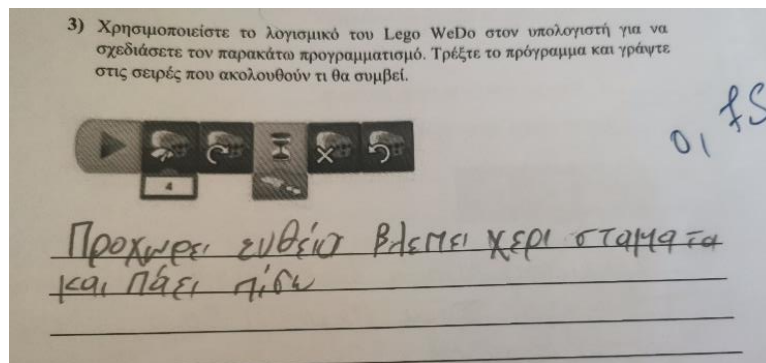 3) Χρησιμοποιείστε το λογισμικό του Lego WeDo στον υπολογιστή για να
σχεδιάσετε τον παρακάτω προγραμματισμό. Τρέξτε το πρόγραμμα και γράψτε
στις σειρές που ακολουθούν τι θα συμβεί.
4
Προχωρει ευθεία βλεπει χερι σταματα
και πάει πίσω